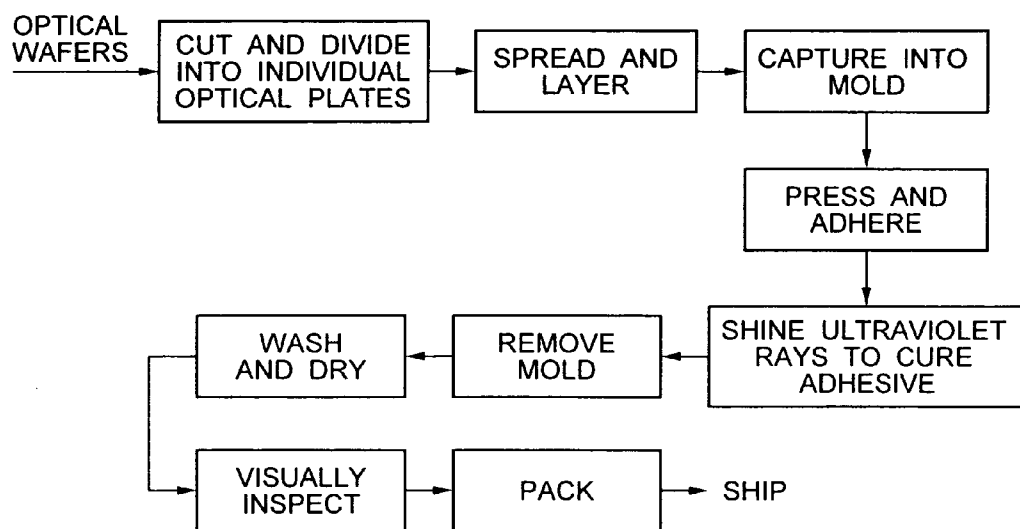 OPTICAL
WAFERS
CUT AND DIVIDE
INTO INDIVIDUAL
OPTICAL PLATES
SPREAD AND
LAYER
CAPTURE INTO
MOLD
PRESS AND
ADHERE
SHINE ULTRAVIOLET
RAYS TO CURE
ADHESIVE
REMOVE
MOLD
WASH
AND DRY
VISUALLY
INSPECT
PACK
SHIP